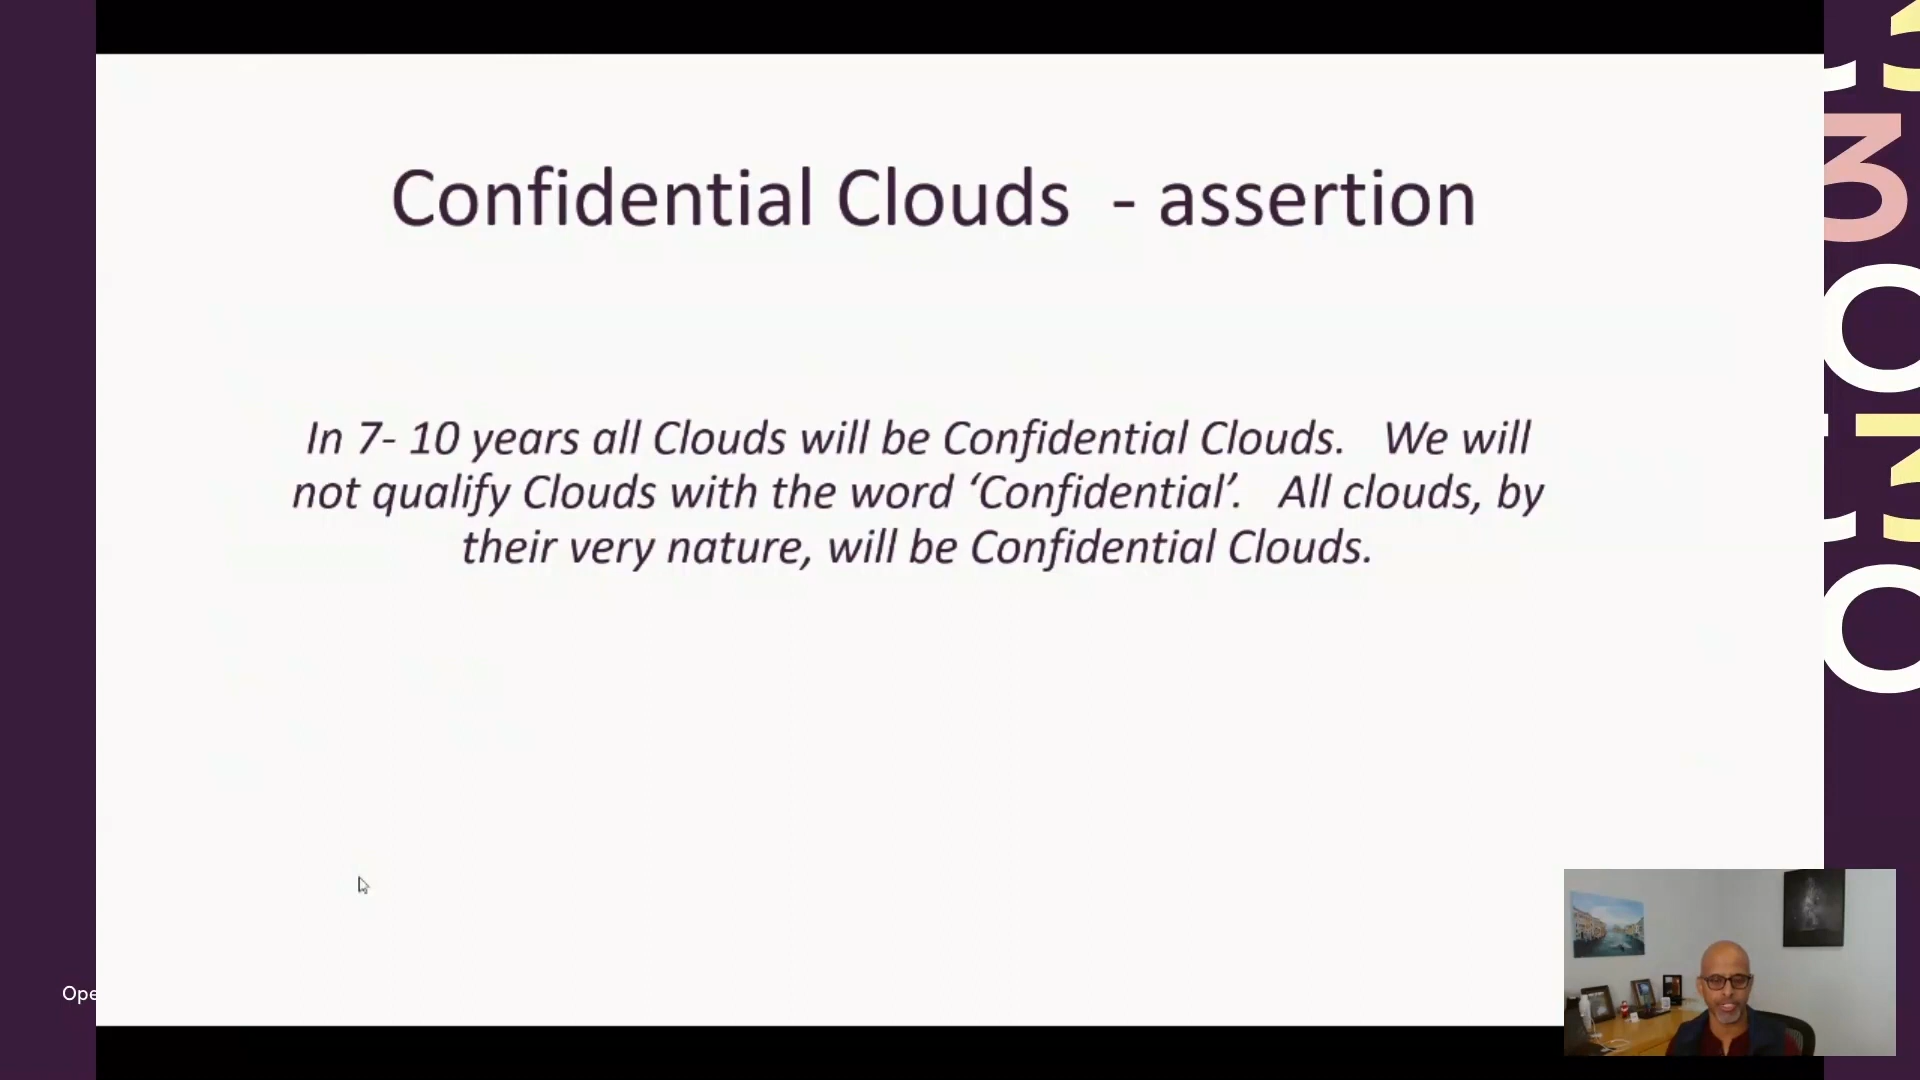 Confidential Clouds - assertion
In 7- 10 years all Clouds will be Confidential Clouds. We will
not qualify Clouds with the word ‘Confidential’. All clouds, by
their very nature, will be Confidential Clouds.
Ope